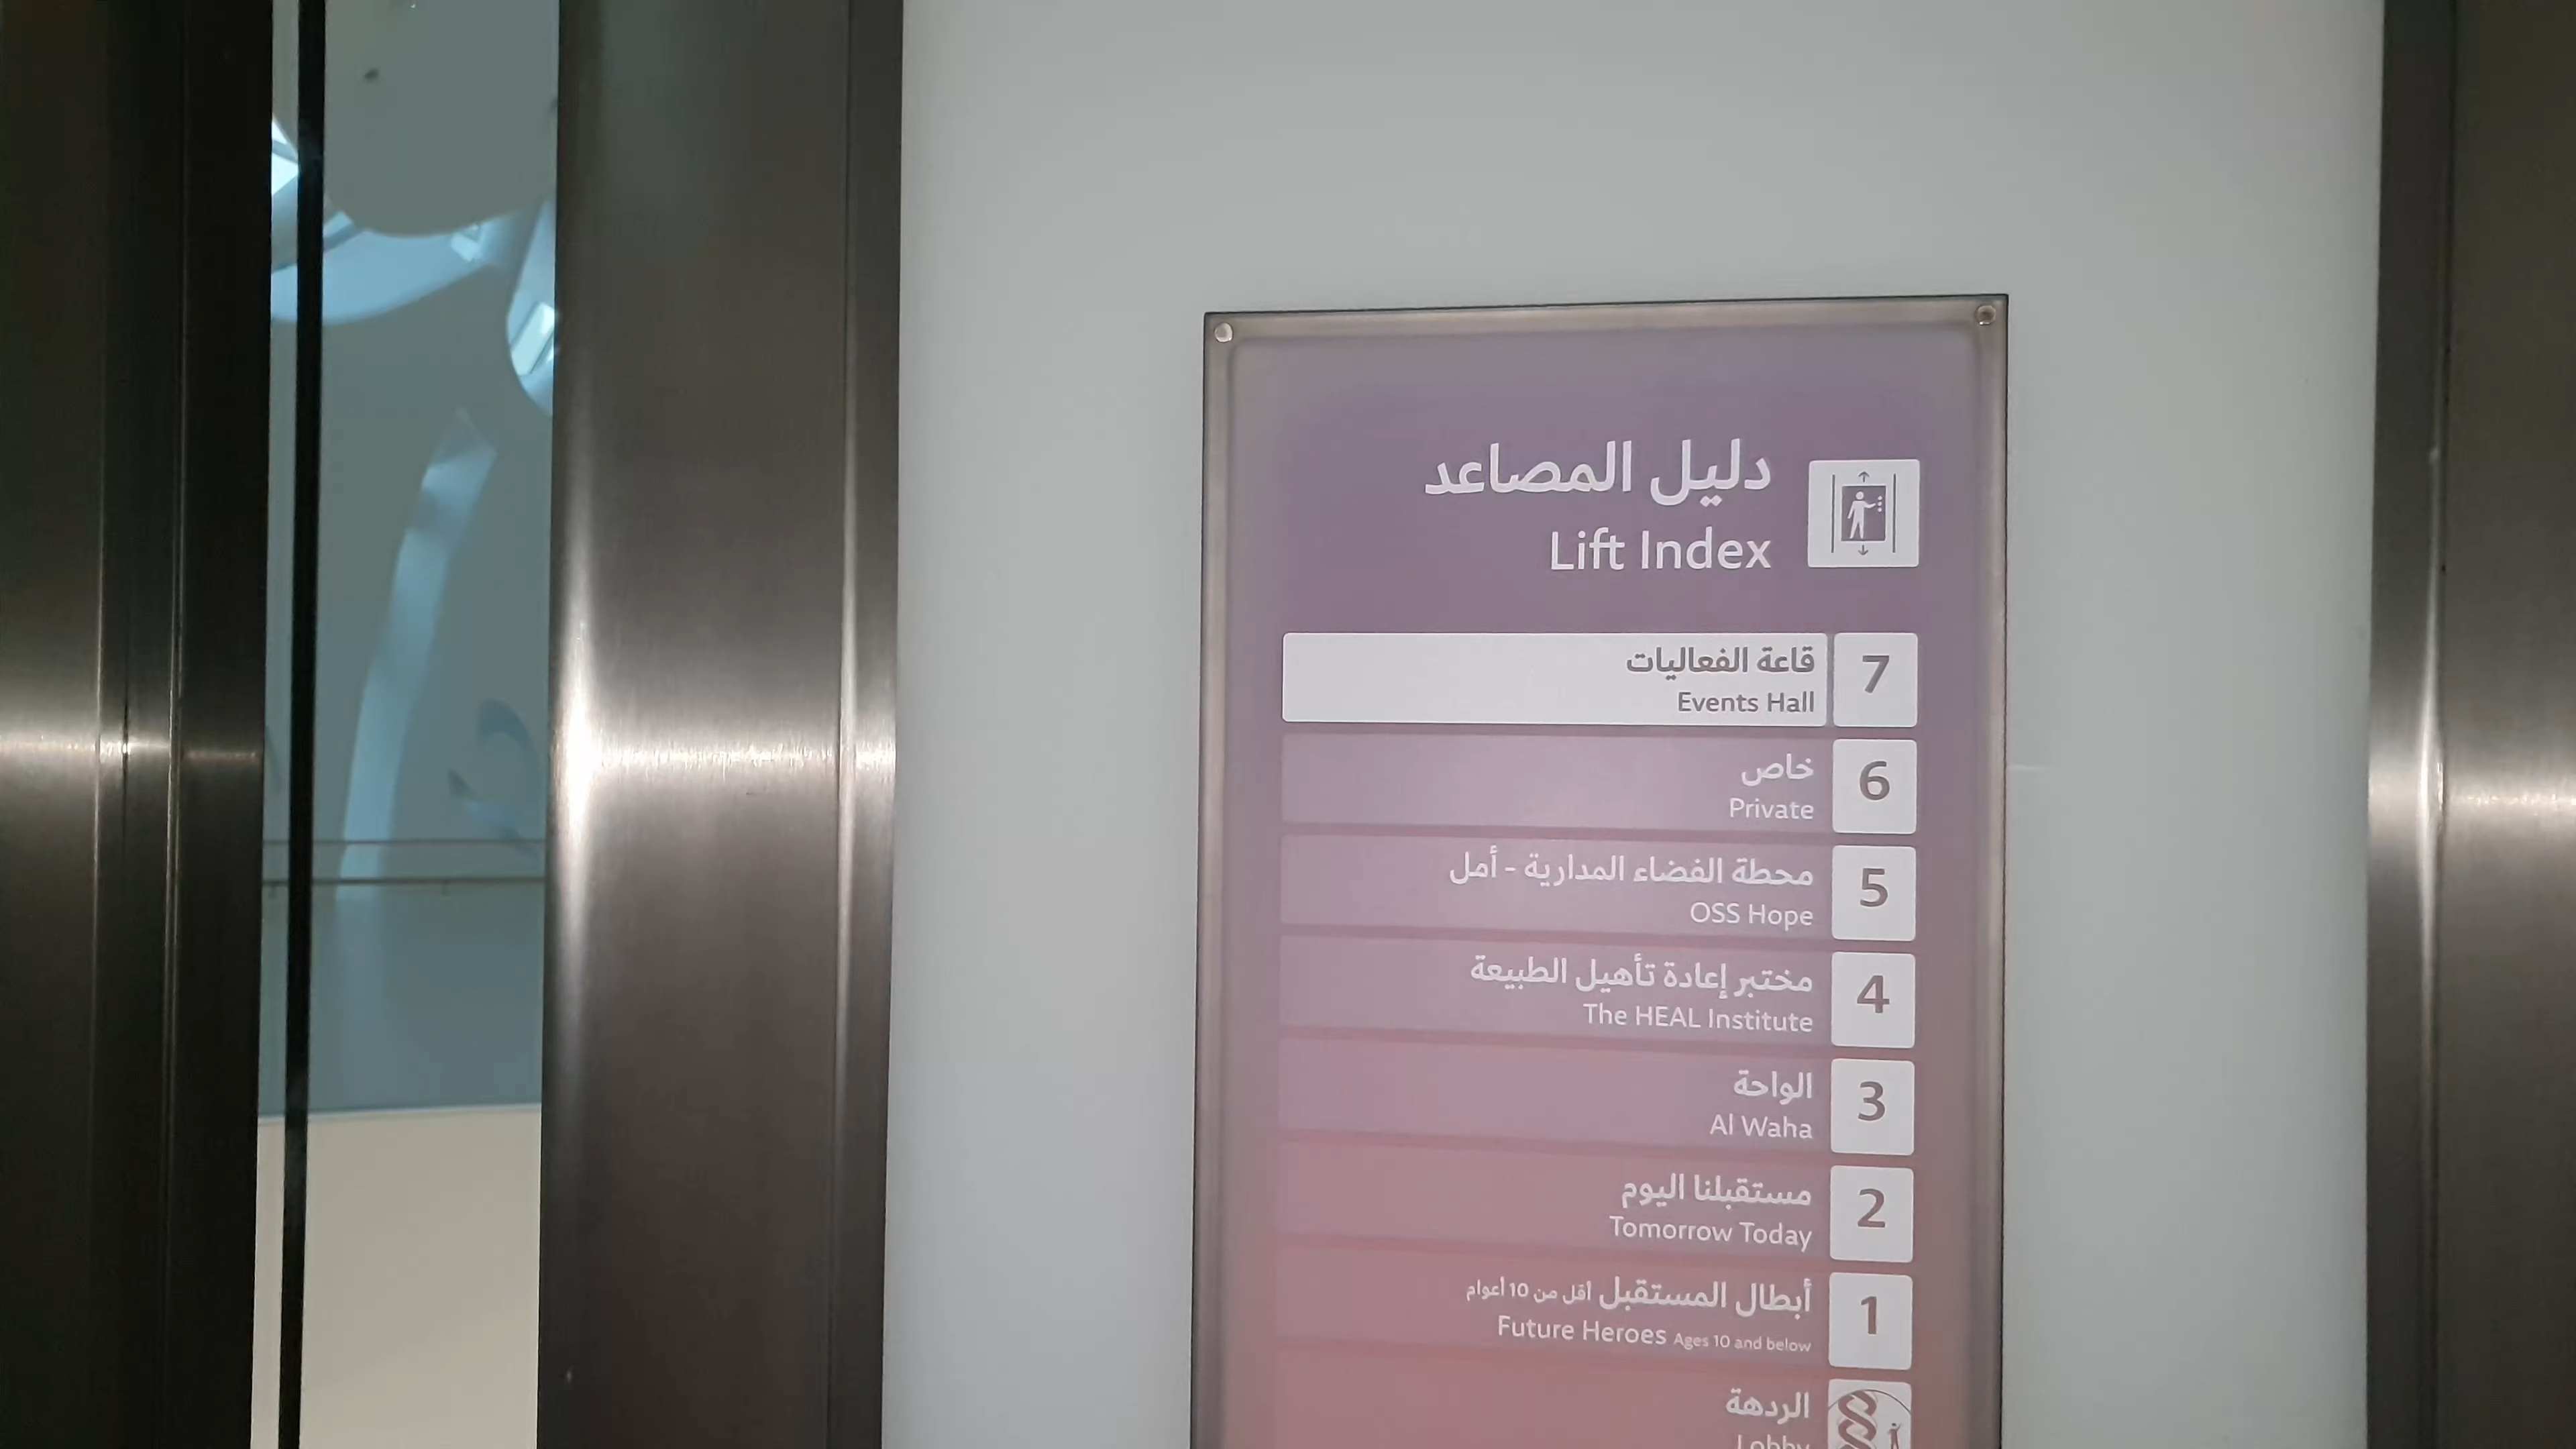 دليل المصاعد
Lift Index
قاعة الفعاليات
Events Hall
7
خاص
Private
6
محطة الفضاء المدارية - أمل
OSS Hope
5
مختبر إعادة تأهيل الطبيعة
The HEAL Institute
4
الواحة
Al Waha
3
مستقبلنا اليوم
Tomorrow Today
2
أبطال المستقبل أقل من 10 أعوام
Future Heroes Ages 10 and below
1
الردهة
Lobby